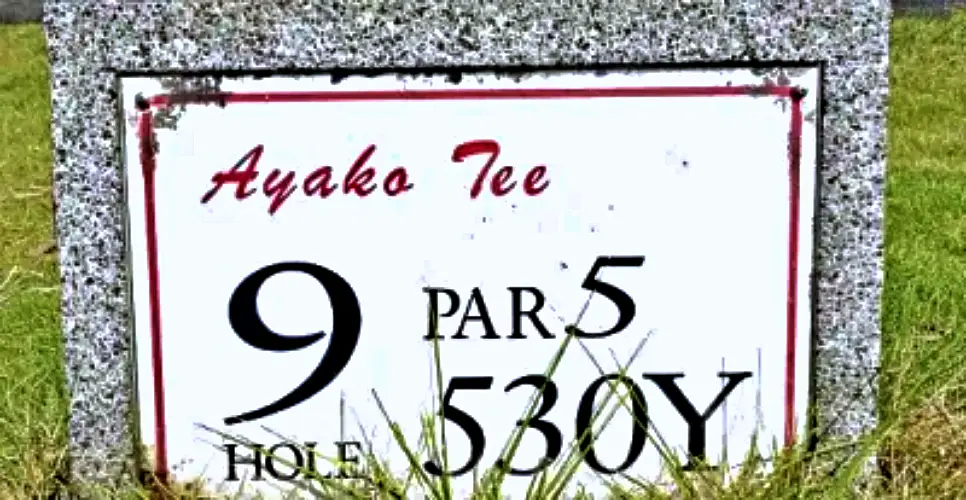 Ayako Tee
9 PAR 5
HOLE 530Y